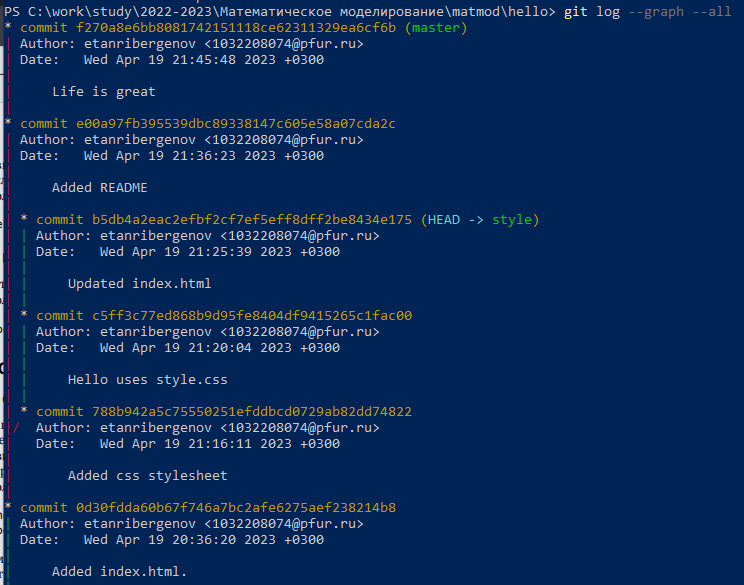 PS C:\work\study\2022-2023\Математическое моделирование\matmod\hello> git log --graph --all
* commit f270a8e6bb8081742151118ce62311329ea6cf6b (master)
| Author: etanribergenov <1032208074@pfur.ru>
| Date:   Wed Apr 19 21:45:48 2023 +0300
|
|     Life is great
|
* commit e00a97fb395539dbc89338147c605e58a07cda2c
| Author: etanribergenov <1032208074@pfur.ru>
| Date:   Wed Apr 19 21:36:23 2023 +0300
|
|     Added README
|
| * commit b5db4a2eac2efbf2cf7ef5eff8dff2be8434e175 (HEAD -> style)
| | Author: etanribergenov <1032208074@pfur.ru>
| | Date:   Wed Apr 19 21:25:39 2023 +0300
| |
| |     Updated index.html
| |
| * commit c5ff3c77ed868b9d95fe8404df9415265c1fac00
| | Author: etanribergenov <1032208074@pfur.ru>
| | Date:   Wed Apr 19 21:20:04 2023 +0300
| |
| |     Hello uses style.css
| |
| * commit 788b942a5c75550251efddbcd0729ab82dd74822
|/  Author: etanribergenov <1032208074@pfur.ru>
|   Date:   Wed Apr 19 21:16:11 2023 +0300
|
|       Added css stylesheet
|
* commit 0d30fdda60b67f746a7bc2afe6275aef238214b8
| Author: etanribergenov <1032208074@pfur.ru>
| Date:   Wed Apr 19 20:36:20 2023 +0300
|
|     Added index.html.